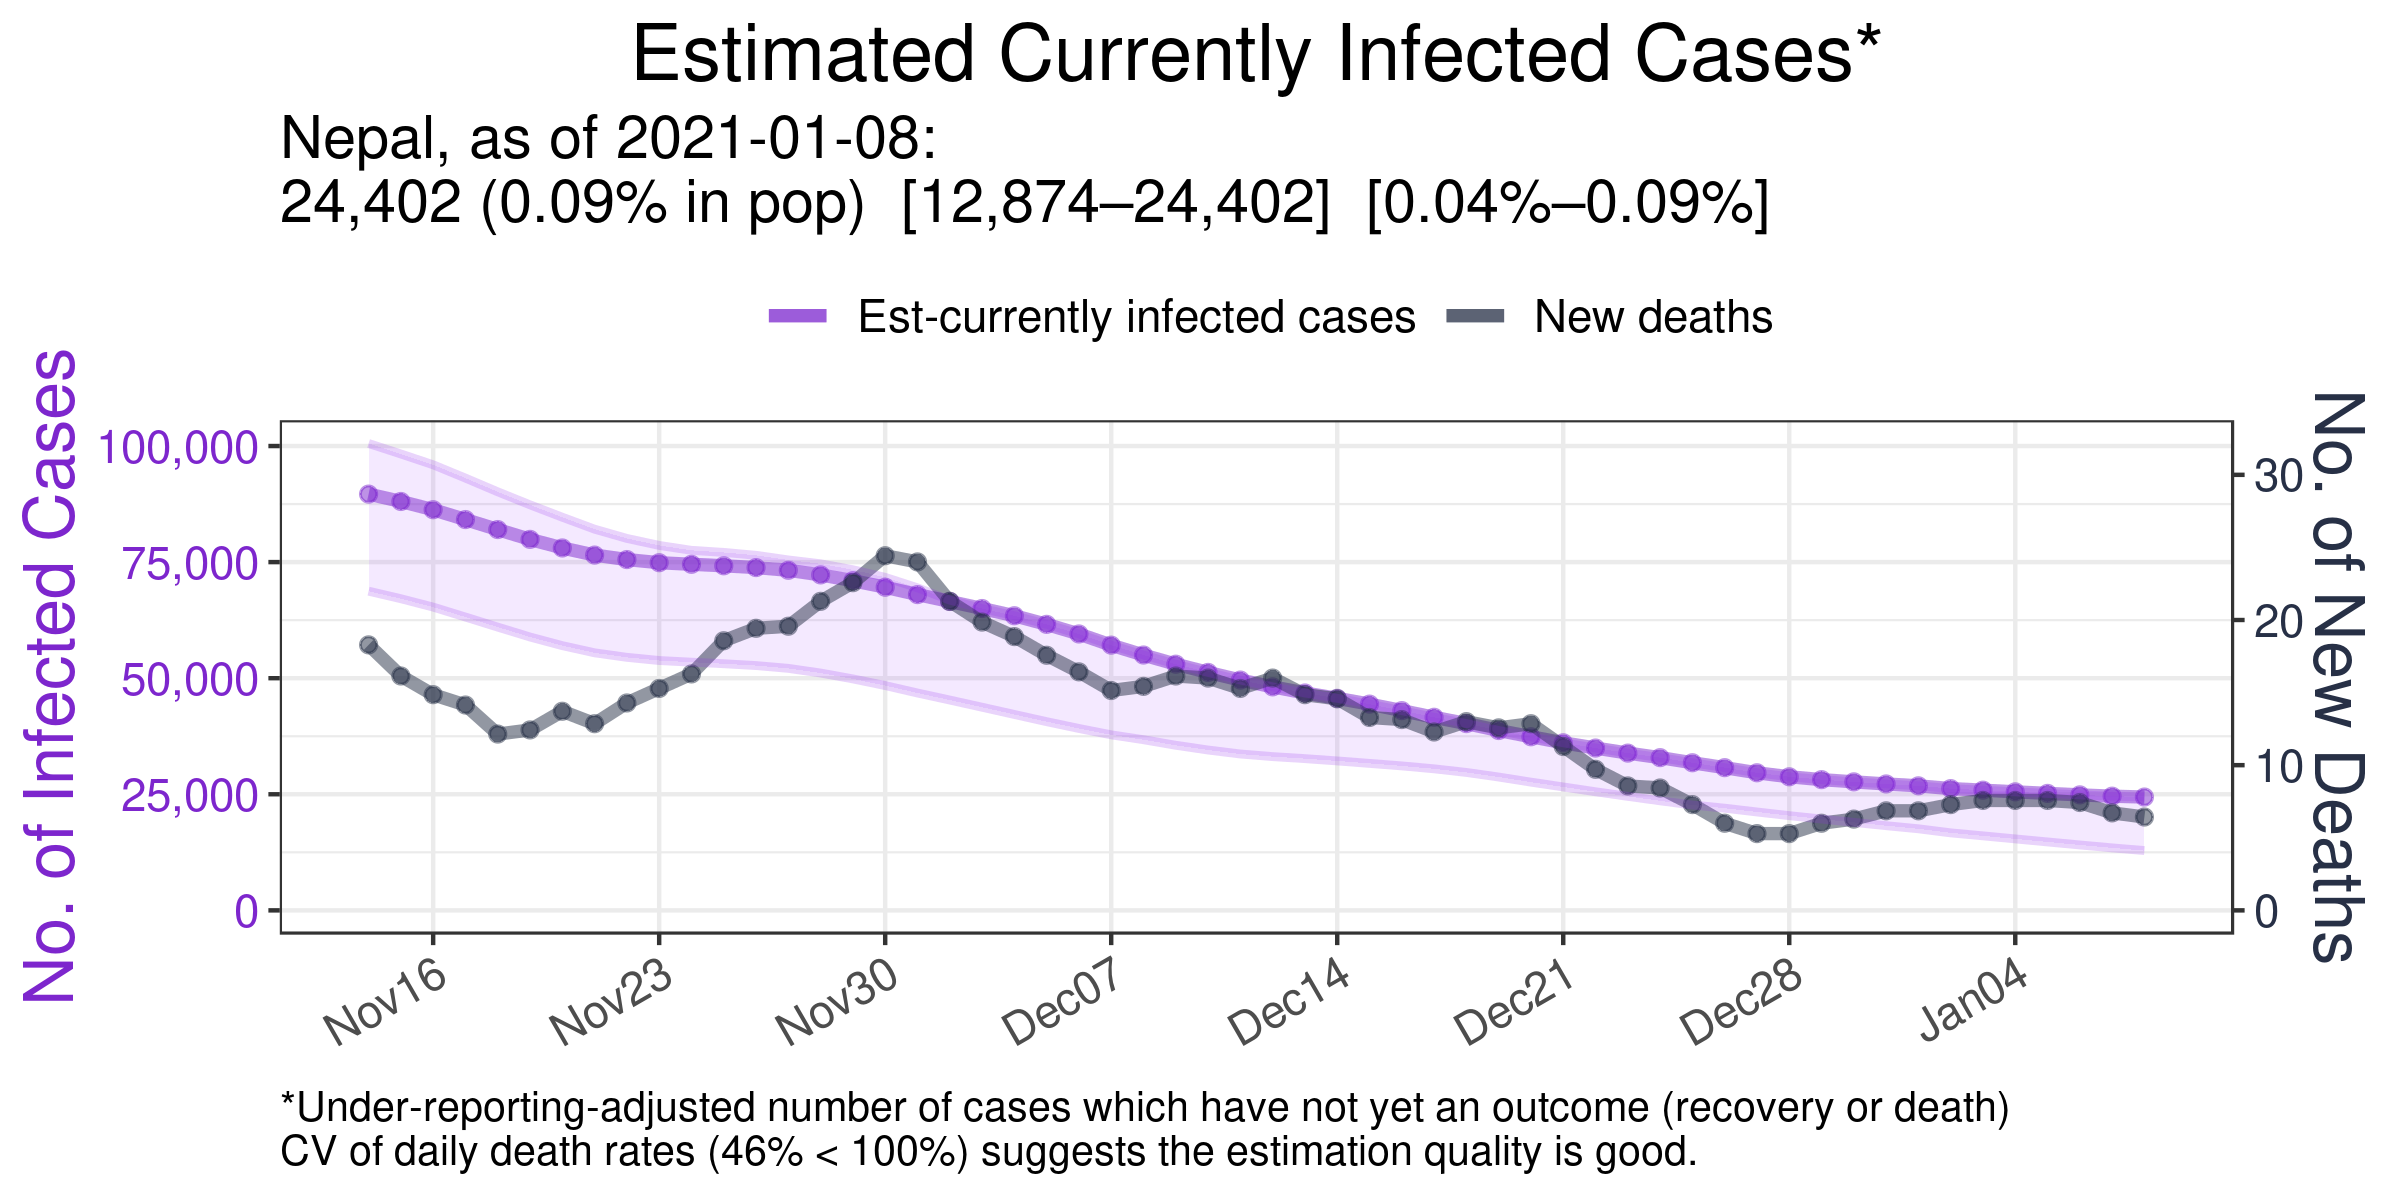 Estimated Currently Infected Cases*
Nepal, as of 2021-01-08:
24,402 (0.09% in pop)  [12,874–24,402]  [0.04%–0.09%]
Est-currently infected cases
New deaths
No. of Infected Cases
100,000
75,000
50,000
25,000
0
30
20
10
0
No. of New Deaths
Nov16
Nov23
Nov30
Dec07
Dec14
Dec21
Dec28
Jan04
*Under-reporting-adjusted number of cases which have not yet an outcome (recovery or death)
CV of daily death rates (46% < 100%) suggests the estimation quality is good.